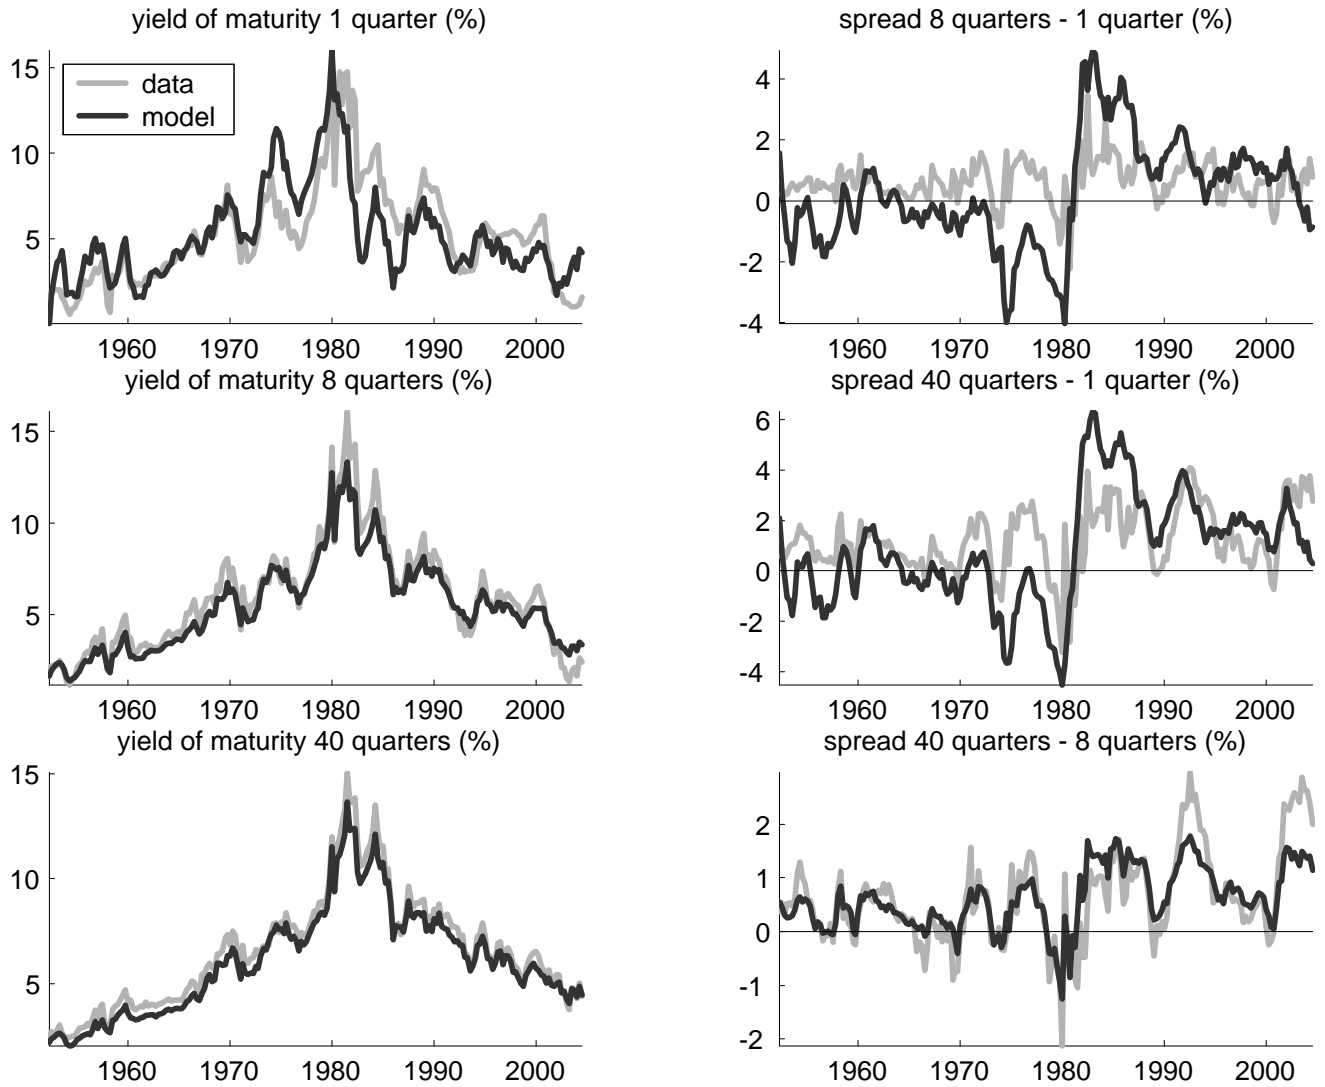 yield of maturity 1 quarter (%)
15
10
5
data
model
1960 1970 1980 1990 2000
spread 8 quarters - 1 quarter (%)
4
2
0
-2
-4
1960 1970 1980 1990 2000
yield of maturity 8 quarters (%)
15
10
5
1960 1970 1980 1990 2000
spread 40 quarters - 1 quarter (%)
6
4
2
0
-2
-4
1960 1970 1980 1990 2000
yield of maturity 40 quarters (%)
15
10
5
1960 1970 1980 1990 2000
spread 40 quarters - 8 quarters (%)
2
1
0
-1
-2
1960 1970 1980 1990 2000